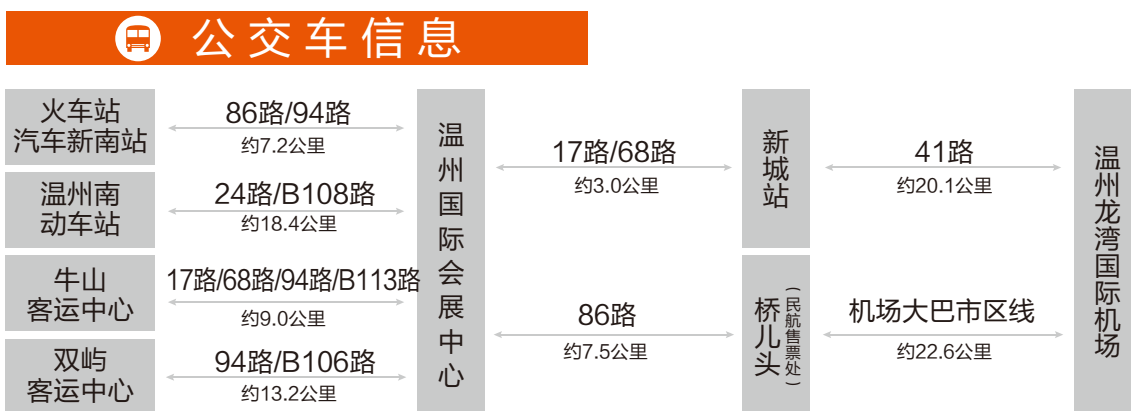 公交车信息
火车站
汽车新南站
86路/94路
约7.2公里
温州南
动车站
24路/B108路
约18.4公里
牛山
客运中心
17路/68路/94路/B113路
约9.0公里
双屿
客运中心
94路/B106路
约13.2公里
温州国际会展中心
17路/68路
约3.0公里
新城站
41路
约20.1公里
86路
约7.5公里
桥儿头
(民航售票处)
机场大巴市区线
约22.6公里
温州龙湾国际机场